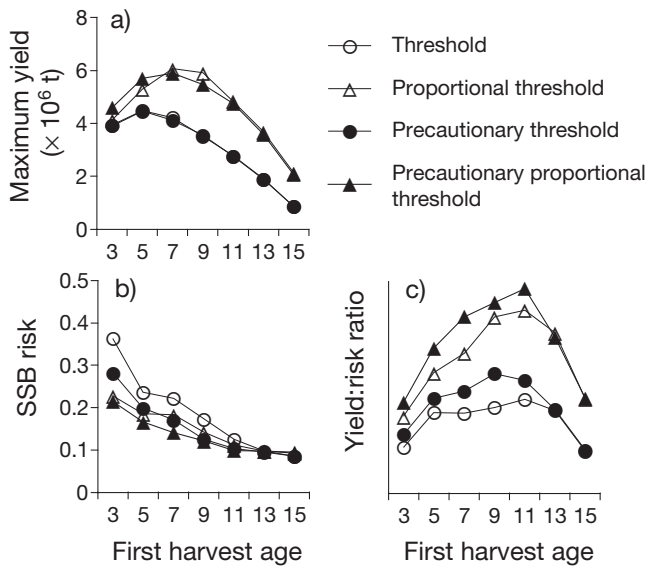 a)
8
6
4
2
0
Maximum yield
(× 10⁶ t)
3 5 7 9 11 13 15
Threshold
Proportional threshold
Precautionary threshold
Precautionary proportional
threshold
b)
0.5
0.4
0.3
0.2
0.1
0
SSB risk
3 5 7 9 11 13 15
First harvest age
c)
Yield:risk ratio
3 5 7 9 11 13 15
First harvest age